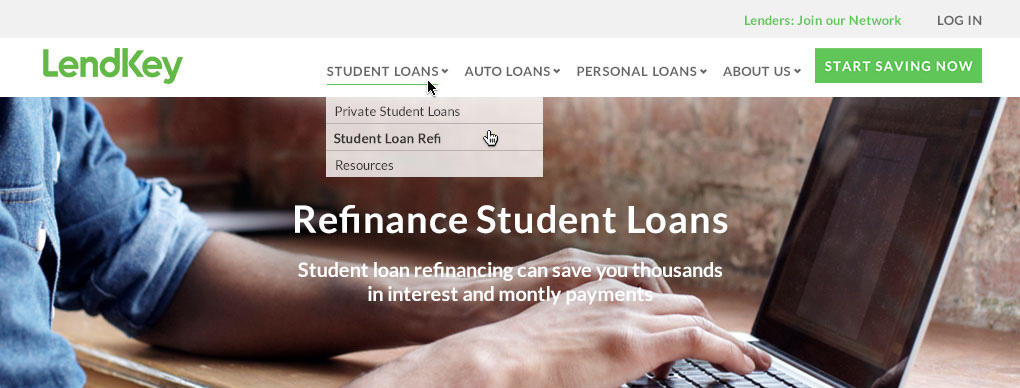 Lenders: Join our Network LOG IN
LendKey STUDENT LOANS AUTO LOANS PERSONAL LOANS ABOUT US START SAVING NOW
Private Student Loans
Student Loan Refi
Resources
Refinance Student Loans
Student loan refinancing can save you thousands
in interest and montly payments